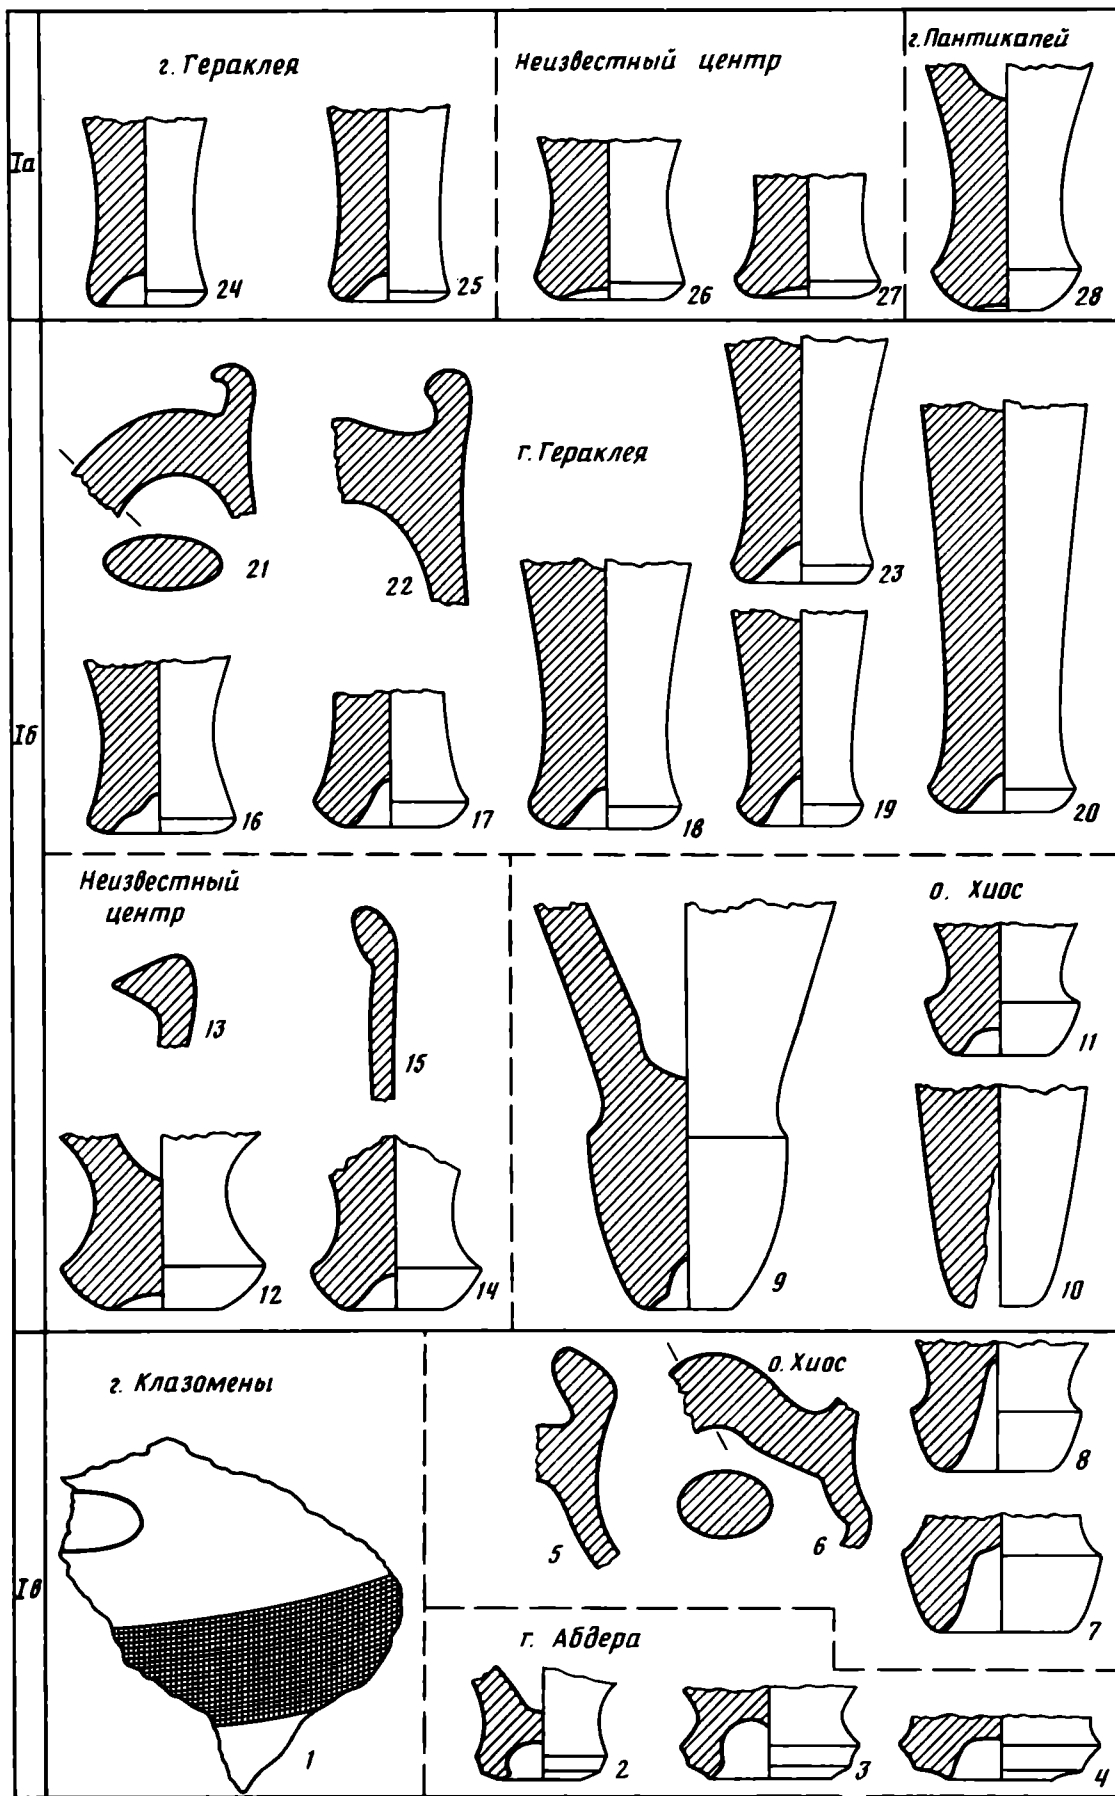 г. Гераклея
Неизвестный центр
г. Пантикапей
Iа
24
25
26
27
28
г. Гераклея
21
22
23
Iб
16
17
18
19
20
Неизвестный
центр
о. Хиос
13
15
11
12
14
9
10
г. Клазомены
о. Хиос
5
6
8
7
Iв
г. Абдера
1
2
3
4